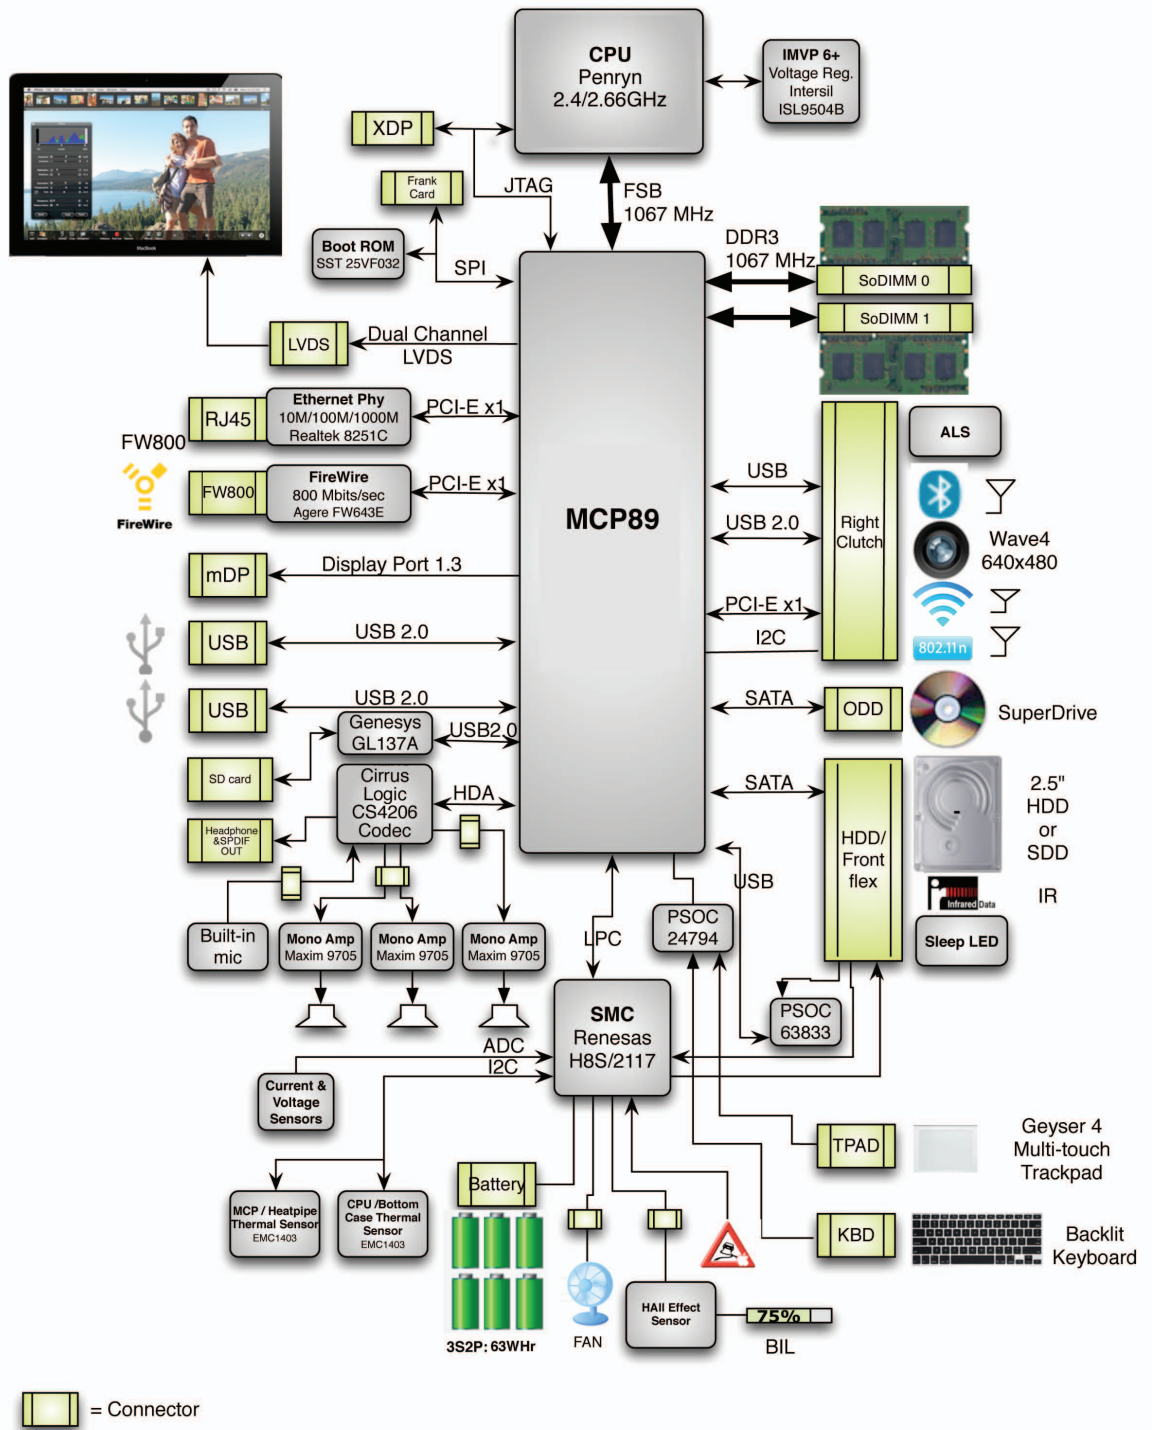 CPU
Penryn
2.4/2.66GHz
IMVP 6+
Voltage Reg.
Intersil
ISL9504B
XDP
Frank
Card
JTAG
FSB
1067 MHz
Boot ROM
SST 25VF032
SPI
MacBook
DDR3
1067 MHz
SoDIMM 0
SoDIMM 1
LVDS
Dual Channel
LVDS
RJ45
Ethernet Phy
10M/100M/1000M
Realtek 8251C
PCI-E x1
FW800
FireWire
FW800
FireWire
800 Mbits/sec
Agere FW643E
PCI-E x1
MCP89
ALS
USB
USB 2.0
Right
Clutch
Wave4
640x480
PCI-E x1
I2C
802.11n
mDP
Display Port 1.3
USB
USB 2.0
USB
USB 2.0
SATA
ODD
SuperDrive
Genesys
GL137A
USB2.0
SD card
Cirrus
Logic
CS4206
Codec
HDA
Headphone
&SPDIF
OUT
SATA
HDD/
Front
flex
2.5"
HDD
or
SDD
Infrared Data
IR
Sleep LED
USB
PSOC
24794
Built-in
mic
Mono Amp
Maxim 9705
Mono Amp
Maxim 9705
Mono Amp
Maxim 9705
LPC
PSOC
63833
SMC
Renesas
H8S/2117
ADC
I2C
Current &
Voltage
Sensors
TPAD
Geyser 4
Multi-touch
Trackpad
MCP / Heatpipe
Thermal Sensor
EMC1403
CPU /Bottom
Case Thermal
Sensor
EMC1403
Battery
KBD
Backlit
Keyboard
3S2P: 63WHr
FAN
HAll Effect
Sensor
75%
BIL
= Connector